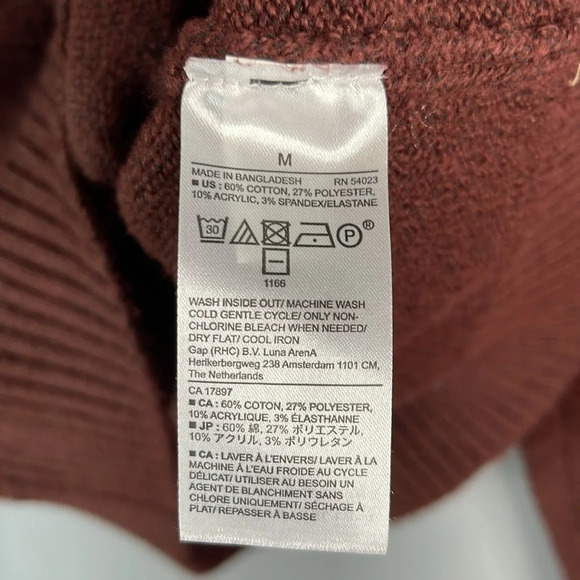 M
MADE IN BANGLADESH RN 54023
■ US : 60% COTTON, 27% POLYESTER,
10% ACRYLIC, 3% SPANDEX/ELASTANE
30 P ®
1166
WASH INSIDE OUT/ MACHINE WASH
COLD GENTLE CYCLE/ ONLY NON-
CHLORINE BLEACH WHEN NEEDED/
DRY FLAT/ COOL IRON
Gap (RHC) B.V. Luna ArenA
Herikerbergweg 238 Amsterdam 1101 CM,
The Netherlands
CA 17897
■ CA : 60% COTON, 27% POLYESTER,
10% ACRYLIQUE, 3% ÉLASTHANNE
■ JP : 60% 綿, 27% ポリエステル,
10% アクリル, 3% ポリウレタン
■ CA : LAVER À L'ENVERS/ LAVER À LA
MACHINE À L'EAU FROIDE AU CYCLE
DÉLICAT/ UTILISER AU BESOIN UN
AGENT DE BLANCHIMENT SANS
CHLORE UNIQUEMENT/ SÉCHAGE À
PLAT/ REPASSER À BASSE